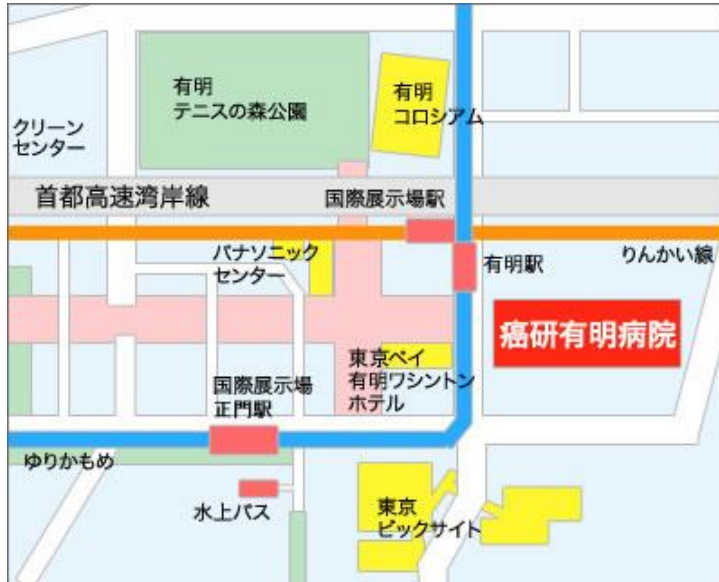 有明
テニスの森公園
有明
コロシアム
クリーン
センター
首都高速湾岸線
国際展示場駅
パナソニック
センター
有明駅
りんかい線
癌研有明病院
東京ベイ
有明ワシントン
ホテル
国際展示場
正門駅
ゆりかもめ
水上バス
東京
ビックサイト